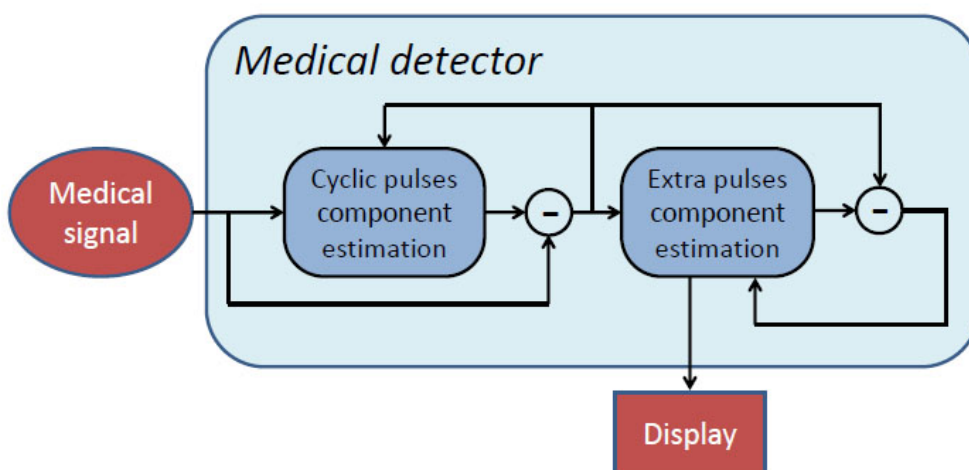 Medical detector
Medical
signal
Cyclic pulses
component
estimation
-
Extra pulses
component
estimation
-
Display